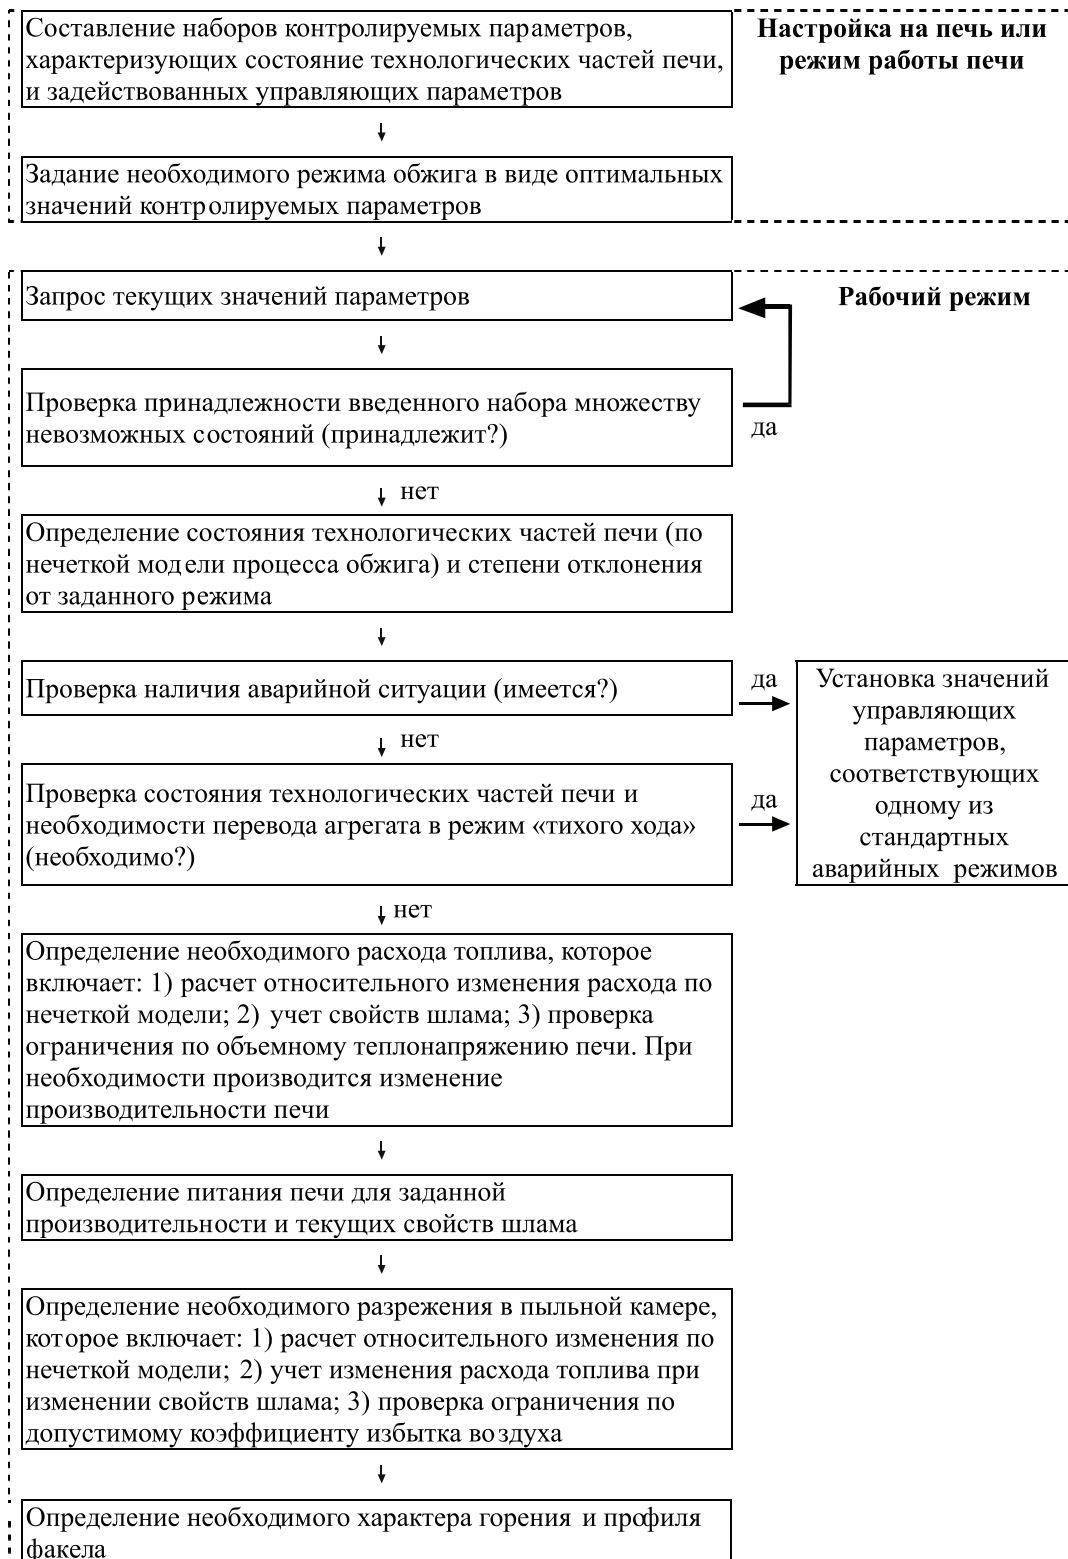 Составление наборов контролируемых параметров,
характеризующих состояние технологических частей печи,
и задействованных управляющих параметров
Настройка на печь или
режим работы печи
Задание необходимого режима обжига в виде оптимальных
значений контролируемых параметров
Запрос текущих значений параметров
Рабочий режим
Проверка принадлежности введенного набора множеству
невозможных состояний (принадлежит?)
да
нет
Определение состояния технологических частей печи (по
нечеткой модели процесса обжига) и степени отклонения
от заданного режима
Проверка наличия аварийной ситуации (имеется?)
да
нет
Проверка состояния технологических частей печи и
необходимости перевода агрегата в режим «тихого хода»
(необходимо?)
да
Установка значений
управляющих
параметров,
соответствующих
одному из
стандартных
аварийных режимов
нет
Определение необходимого расхода топлива, которое
включает: 1) расчет относительного изменения расхода по
нечеткой модели; 2) учет свойств шлама; 3) проверка
ограничения по объемному теплонапряжению печи. При
необходимости производится изменение
производительности печи
Определение питания печи для заданной
производительности и текущих свойств шлама
Определение необходимого разрежения в пыльной камере,
которое включает: 1) расчет относительного изменения по
нечеткой модели; 2) учет изменения расхода топлива при
изменении свойств шлама; 3) проверка ограничения по
допустимому коэффициенту избытка воздуха
Определение необходимого характера горения и профиля
факела